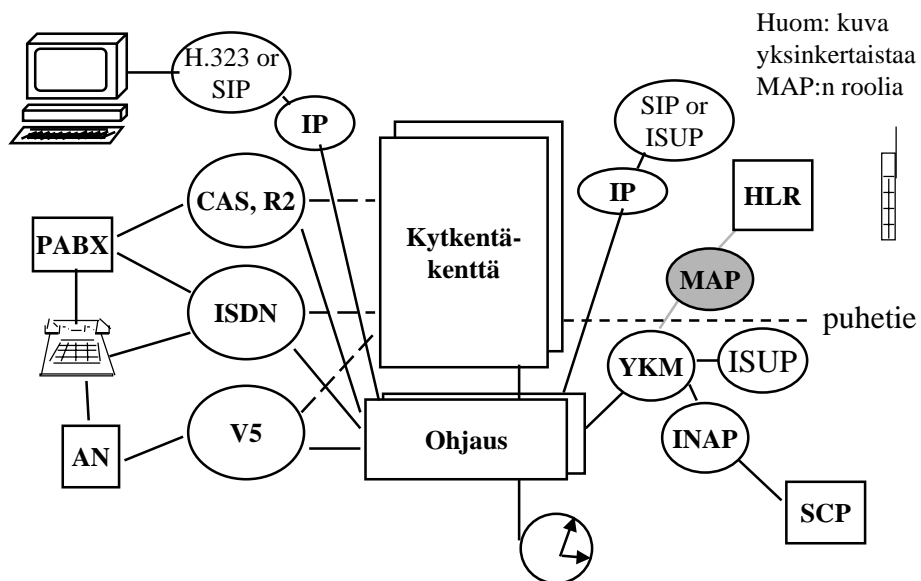 Huom: kuva
yksinkertaistaa
MAP:n roolia
H.323 or
SIP
IP
SIP or
ISUP
IP
HLR
CAS, R2
PABX
Kytkentä-
kenttä
MAP
ISDN
puhetie
YKM
ISUP
V5
Ohjaus
INAP
AN
SCP